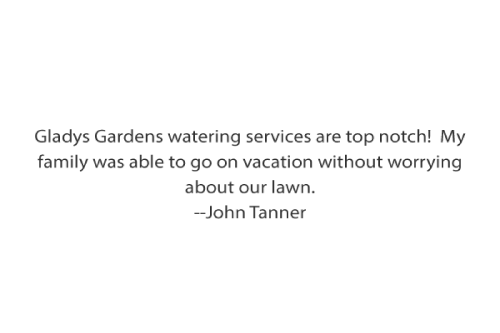 Gladys Gardens watering services are top notch!  My
family was able to go on vacation without worrying
about our lawn.
--John Tanner